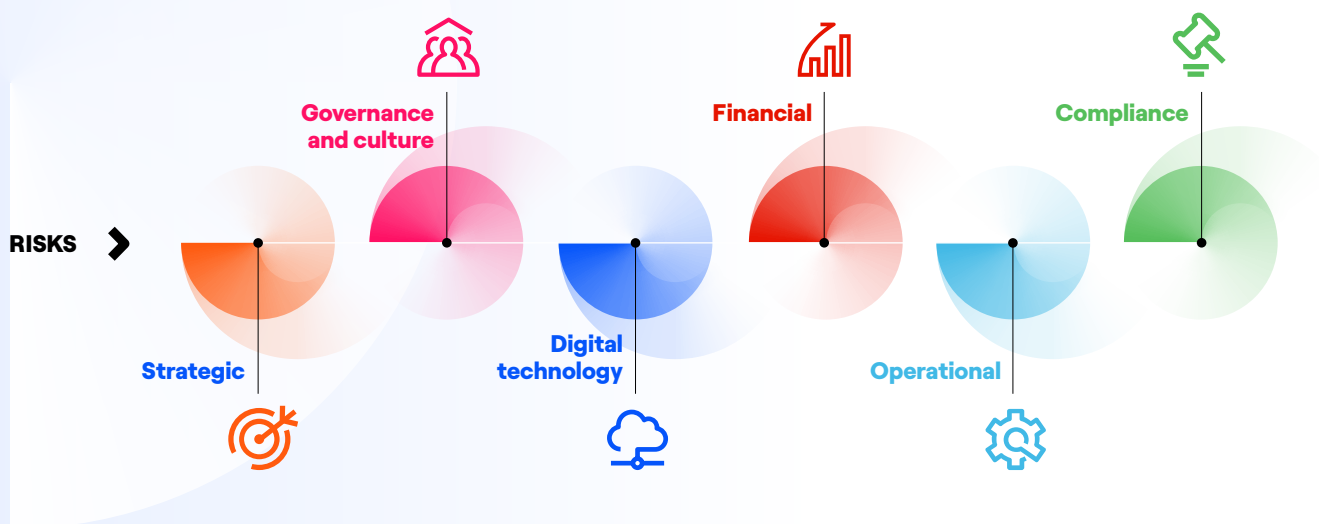 RISKS
Strategic
Governance
and culture
Digital
technology
Financial
Operational
Compliance